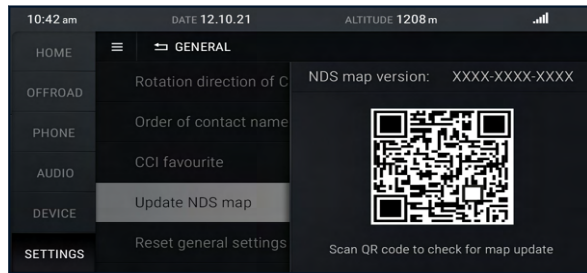 10:42 am DATE 12.10.21 ALTITUDE 1208 m
HOME
GENERAL
Rotation direction of C
NDS map version: XXXX-XXXX-XXXX
OFFROAD
Order of contact name
PHONE
CCI favourite
AUDIO
Update NDS map
DEVICE
Reset general settings
Scan QR code to check for map update
SETTINGS